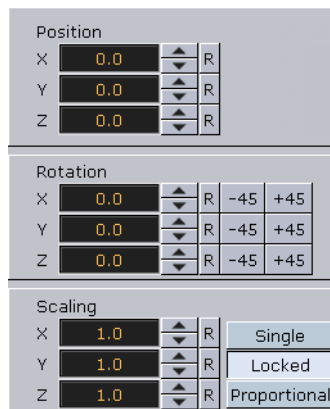 Position
X 0.0 R
Y 0.0 R
Z 0.0 R
Rotation
X 0.0 R -45 +45
Y 0.0 R -45 +45
Z 0.0 R -45 +45
Scaling
X 1.0 R Single
Y 1.0 R Locked
Z 1.0 R Proportional